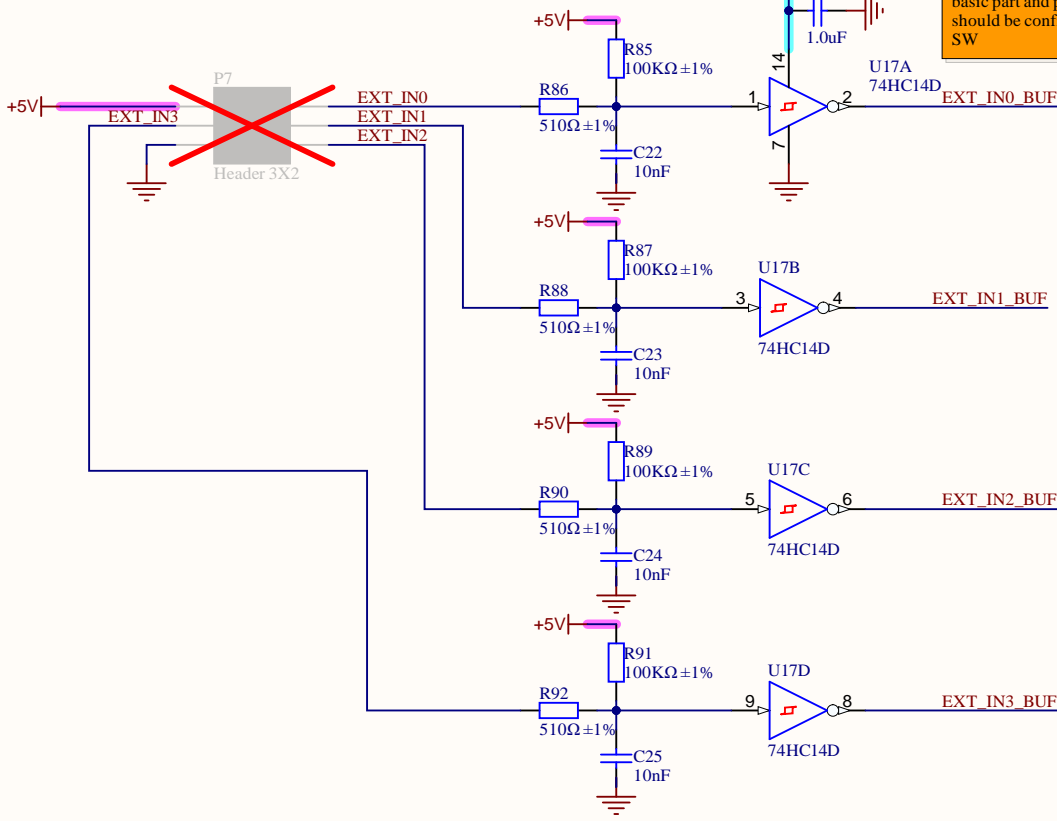 basic part and p
should be conf
SW
+5V
R85
100KΩ ±1%
1.0uF
14
U17A
74HC14D
P7
+5V
EXT_IN3
EXT_IN0
EXT_IN1
EXT_IN2
Header 3X2
R86
510Ω ±1%
1
2
EXT_IN0_BUF
7
C22
10nF
+5V
R87
100KΩ ±1%
U17B
R88
510Ω ±1%
3
4
EXT_IN1_BUF
74HC14D
C23
10nF
+5V
R89
100KΩ ±1%
U17C
R90
510Ω ±1%
5
6
EXT_IN2_BUF
74HC14D
C24
10nF
+5V
R91
100KΩ ±1%
U17D
R92
510Ω ±1%
9
8
EXT_IN3_BUF
74HC14D
C25
10nF